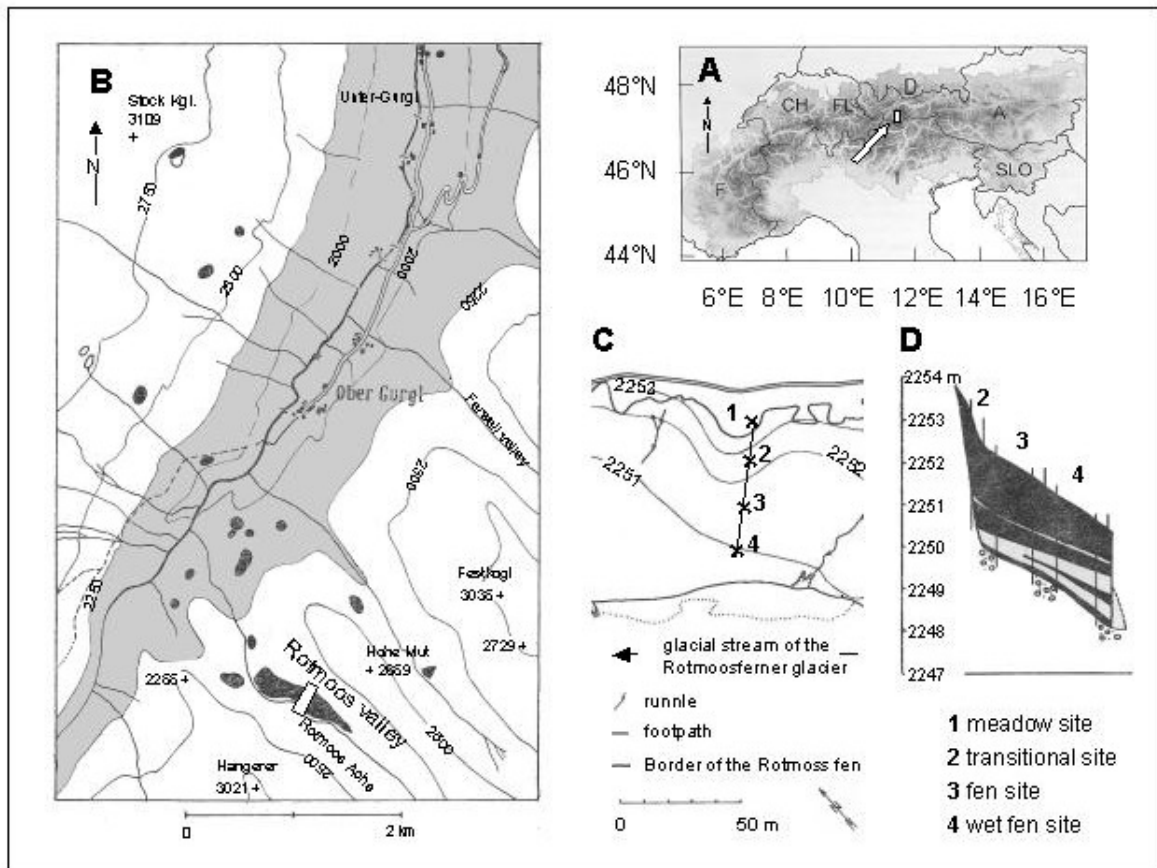 B
Stock Kgl.
3109
+
N
2750
2500
Unter-Gurgl
2000
2000
2250
Ober Gurgl
Ferwall valley
2500
Festkogl
3035 +
2729 +
Hohe Mut
+ 2659
2250
2266 +
Rotmoos valley
Rotmoos Ache
2500
2500
Hangerer
3021 +
0
2 km
A
N
48°N
46°N
44°N
CH
FL
D
A
F
I
SLO
6°E 8°E 10°E 12°E 14°E 16°E
C
2252
1
2
2251
2252
3
4
glacial stream of the
Rotmoosferner glacier
runnle
footpath
Border of the Rotmoss fen
0
50 m
D
2254 m
2253
2252
2251
2250
2249
2248
2247
2
3
4
1 meadow site
2 transitional site
3 fen site
4 wet fen site